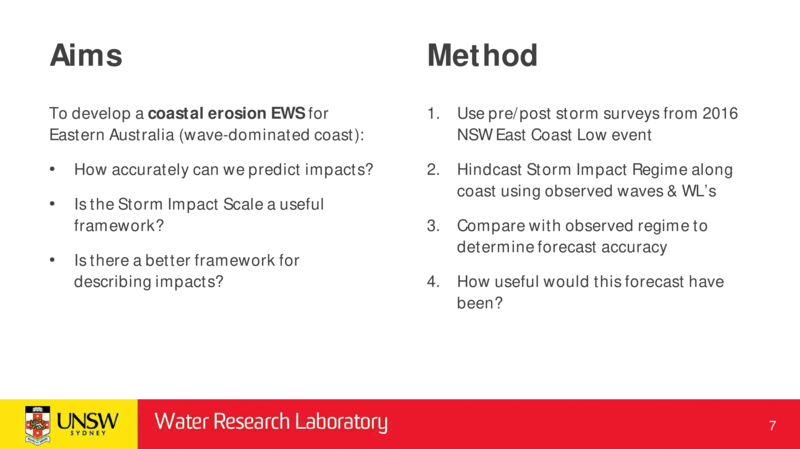 Aims
To develop a coastal erosion EWS for
Eastern Australia (wave-dominated coast):
• How accurately can we predict impacts?
• Is the Storm Impact Scale a useful
framework?
• Is there a better framework for
describing impacts?
Method
1. Use pre/post storm surveys from 2016
NSW East Coast Low event
2. Hindcast Storm Impact Regime along
coast using observed waves & WL's
3. Compare with observed regime to
determine forecast accuracy
4. How useful would this forecast have
been?
UNSW
SYDNEY
Water Research Laboratory
7